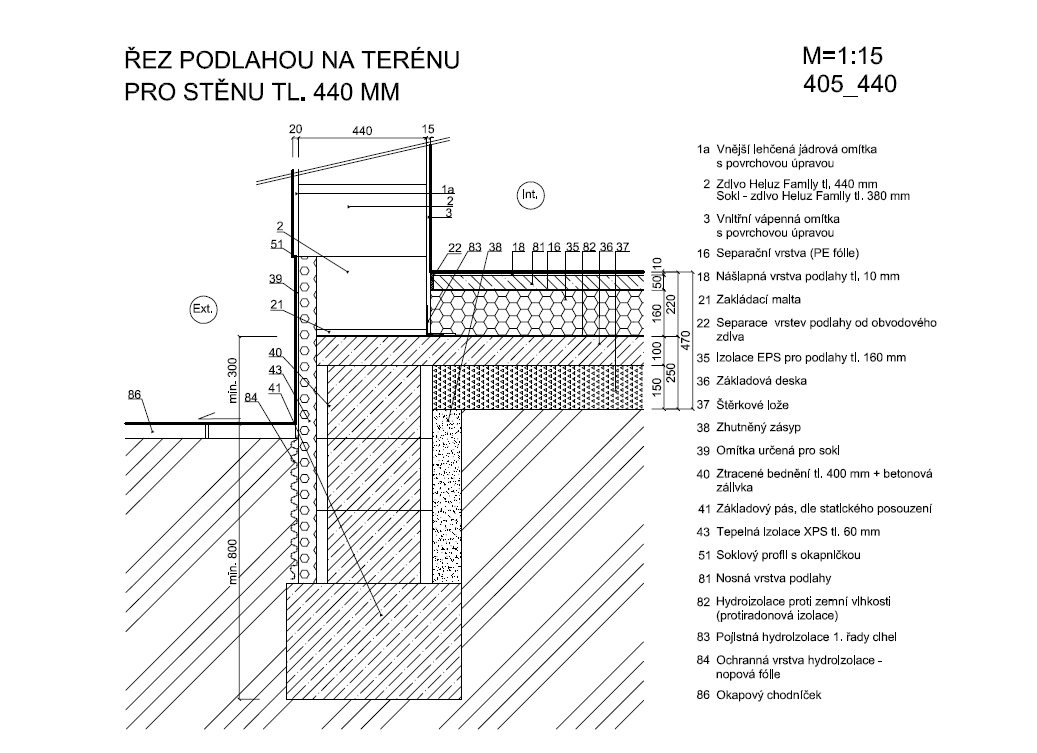 ŘEZ PODLAHOU NA TERÉNU
PRO STĚNU TL. 440 MM
M=1:15
405_440
20 440 15
1a
2
3
Int.
2
51
22 83 38 18 81 16 35 82 36 37
39
21
Ext.
10
50
160
220
470
100
250
150
40
43
41
84
86
min. 300
min. 800
1a Vnější lehčená jádrová omítka
s povrchovou úpravou
2 Zdivo Heluz Family tl. 440 mm
Sokl - zdivo Heluz Family tl. 380 mm
3 Vnitřní vápenná omítka
s povrchovou úpravou
16 Separační vrstva (PE fólie)
18 Nášlapná vrstva podlahy tl. 10 mm
21 Zakládací malta
22 Separace vrstev podlahy od obvodového
zdiva
35 Izolace EPS pro podlahy tl. 160 mm
36 Základová deska
37 Štěrkové lože
38 Zhutněný zásyp
39 Omítka určená pro sokl
40 Ztracené bednění tl. 400 mm + betonová
zálivka
41 Základový pás, dle statického posouzení
43 Tepelná izolace XPS tl. 60 mm
51 Soklový profil s okapničkou
81 Nosná vrstva podlahy
82 Hydroizolace proti zemní vlhkosti
(protiradonová izolace)
83 Pojistná hydroizolace 1. řady cihel
84 Ochranná vrstva hydroizolace -
nopová fólie
86 Okapový chodníček